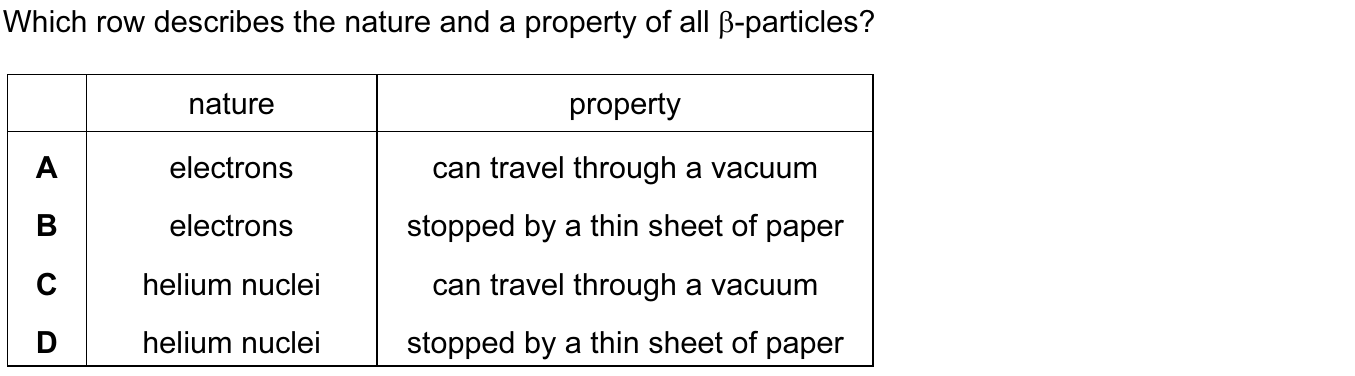 Which row describes the nature and a property of all β-particles?
nature property
A electrons can travel through a vacuum
B electrons stopped by a thin sheet of paper
C helium nuclei can travel through a vacuum
D helium nuclei stopped by a thin sheet of paper